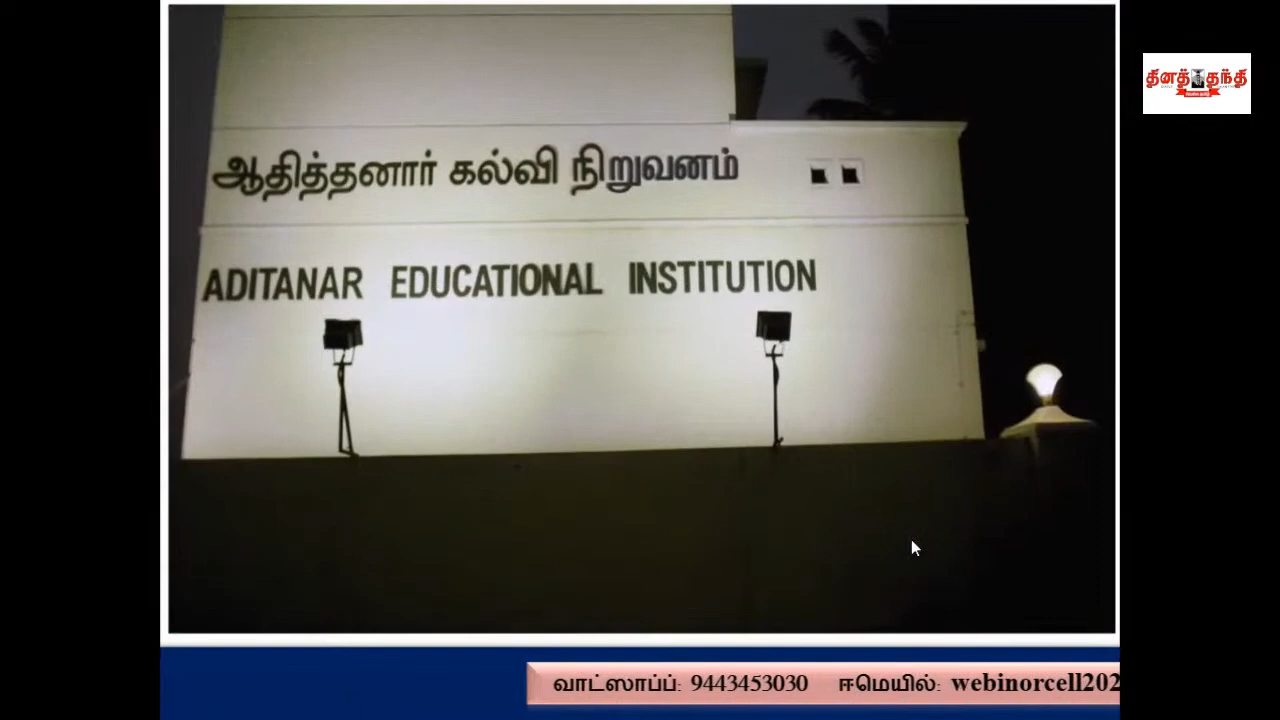 தினத்தந்தி
ஆதித்தனார் கல்வி நிறுவனம்
ADITANAR EDUCATIONAL INSTITUTION
வாட்ஸாப்ப்: 9443453030 ஈமெயில்: webinorcell202